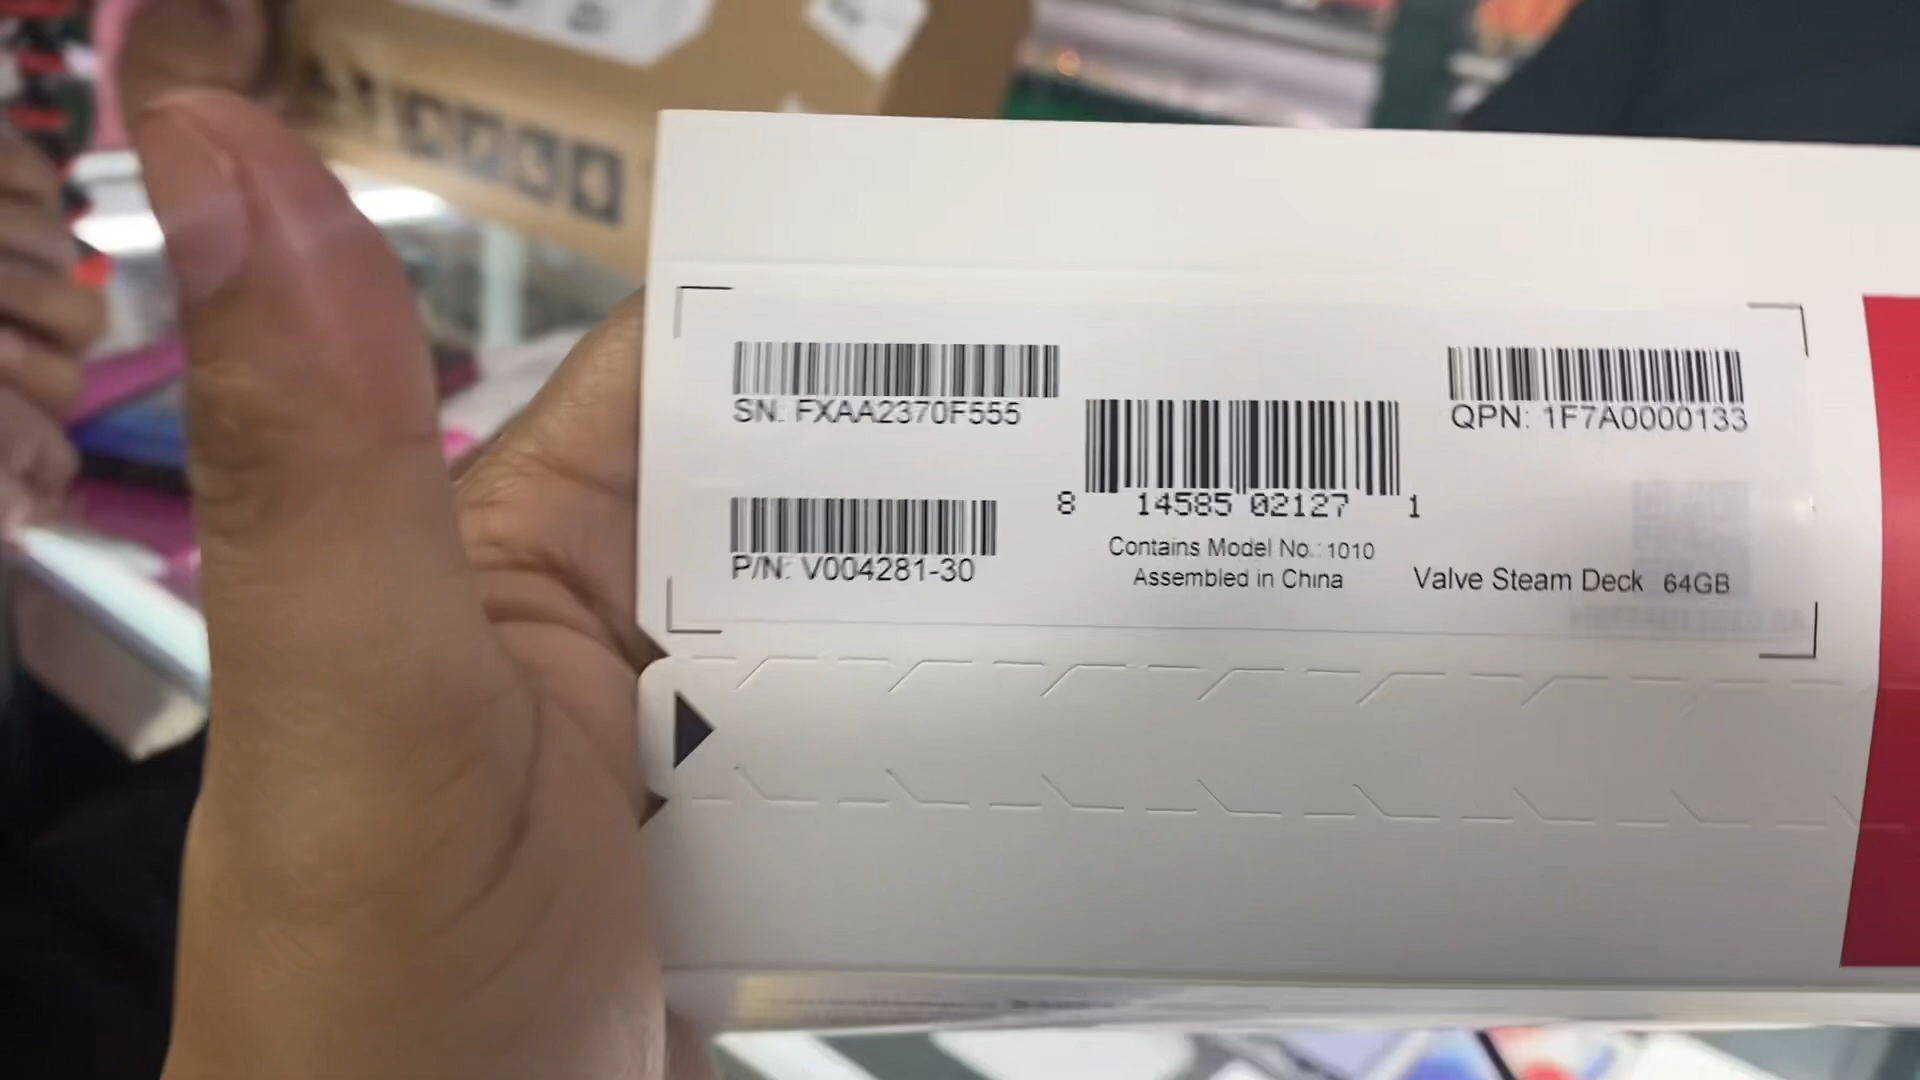 SN: FXAA2370F555
QPN: 1F7A0000133
8 14585 02127 1
P/N: V004281-30
Contains Model No.: 1010
Assembled in China
Valve Steam Deck 64GB